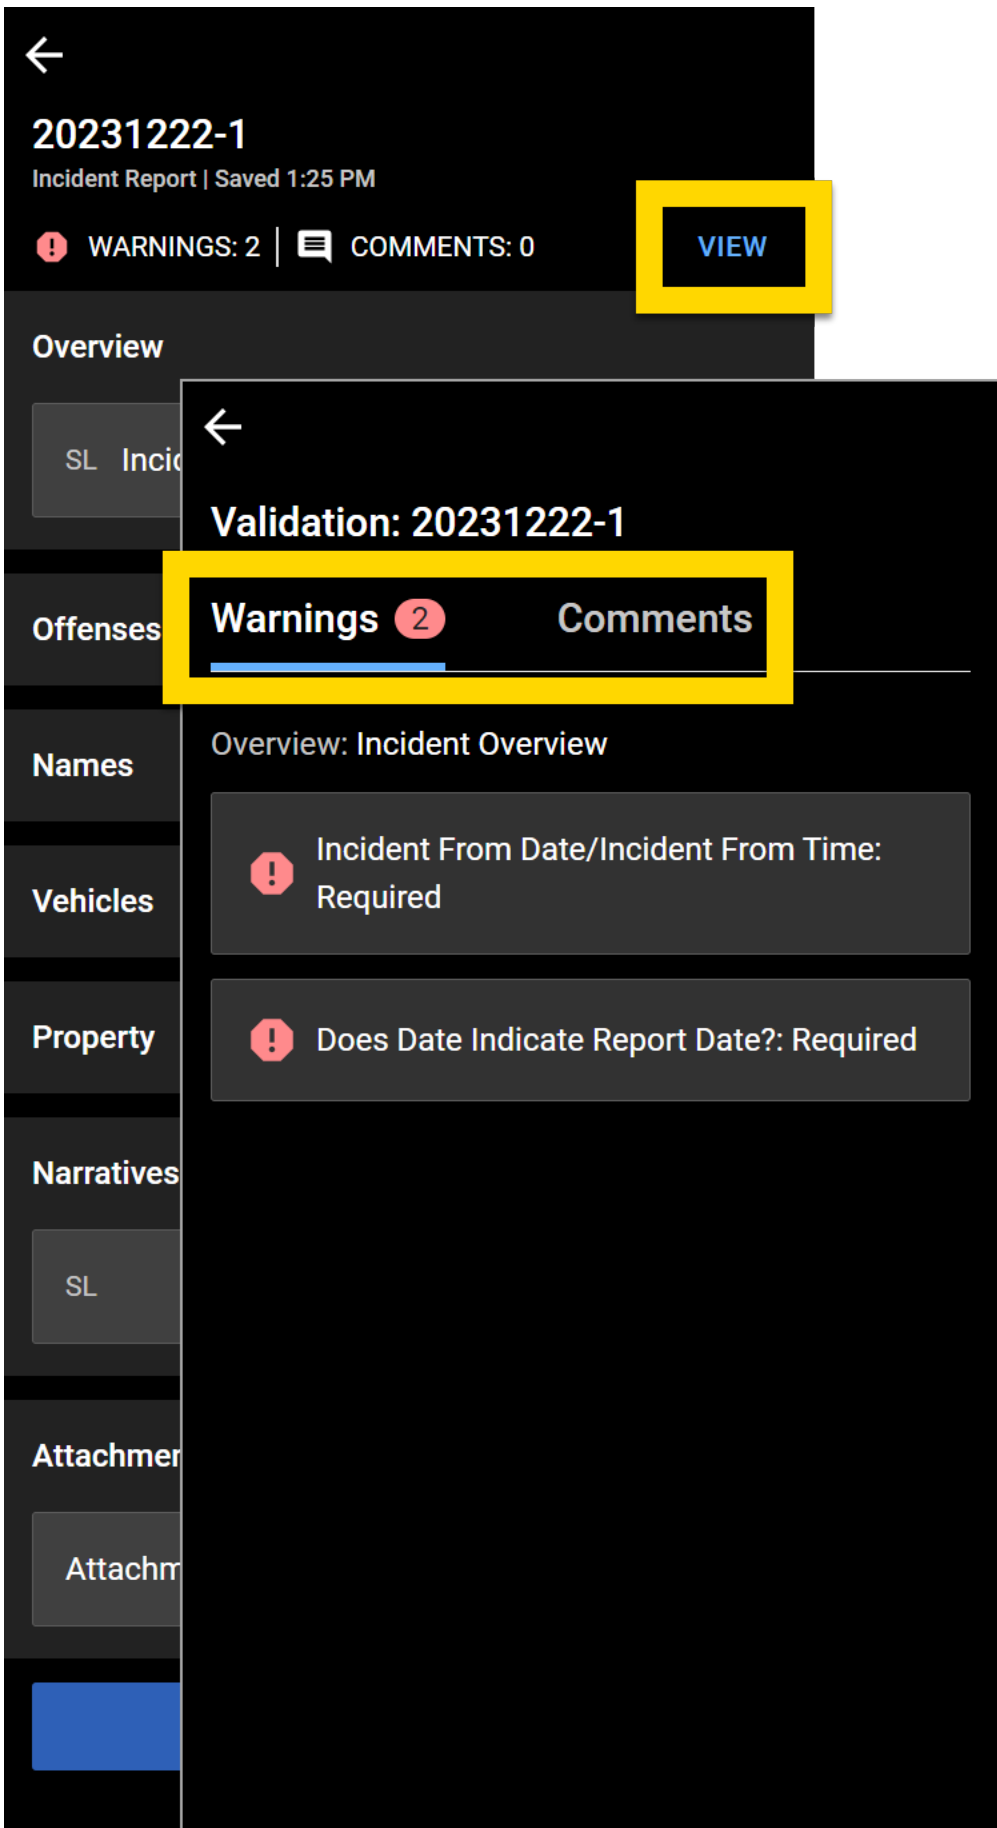 20231222-1
Incident Report | Saved 1:25 PM
WARNINGS: 2 | COMMENTS: 0 VIEW
Overview
SL
Offenses
Names
Vehicles
Property
Narratives
SL
Validation: 20231222-1
Warnings 2 Comments
Overview: Incident Overview
Incident From Date/Incident From Time:
Required
Does Date Indicate Report Date?: Required